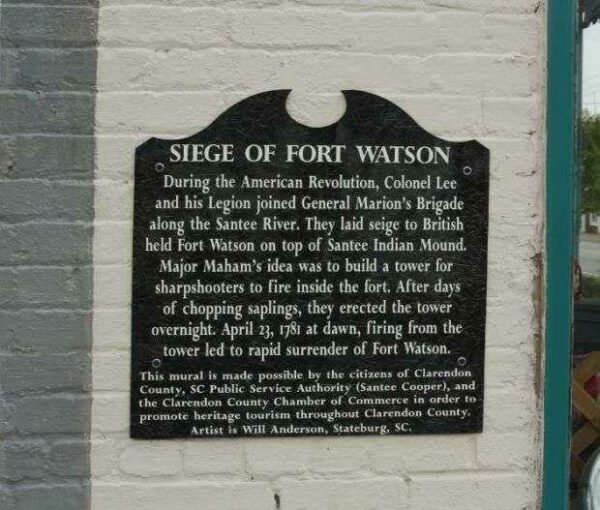 SIEGE OF FORT WATSON
During the American Revolution, Colonel Lee
and his Legion joined General Marion's Brigade
along the Santee River. They laid seige to British
held Fort Watson on top of Santee Indian Mound.
Major Maham's idea was to build a tower for
sharpshooters to fire inside the fort. After days
of chopping saplings, they erected the tower
overnight. April 23, 1781 at dawn, firing from the
tower led to rapid surrender of Fort Watson.
This mural is made possible by the citizens of Clarendon
County, SC Public Service Authority (Santee Cooper), and
the Clarendon County Chamber of Commerce in order to
promote heritage tourism throughout Clarendon County.
Artist is Will Anderson, Stateburg, SC.